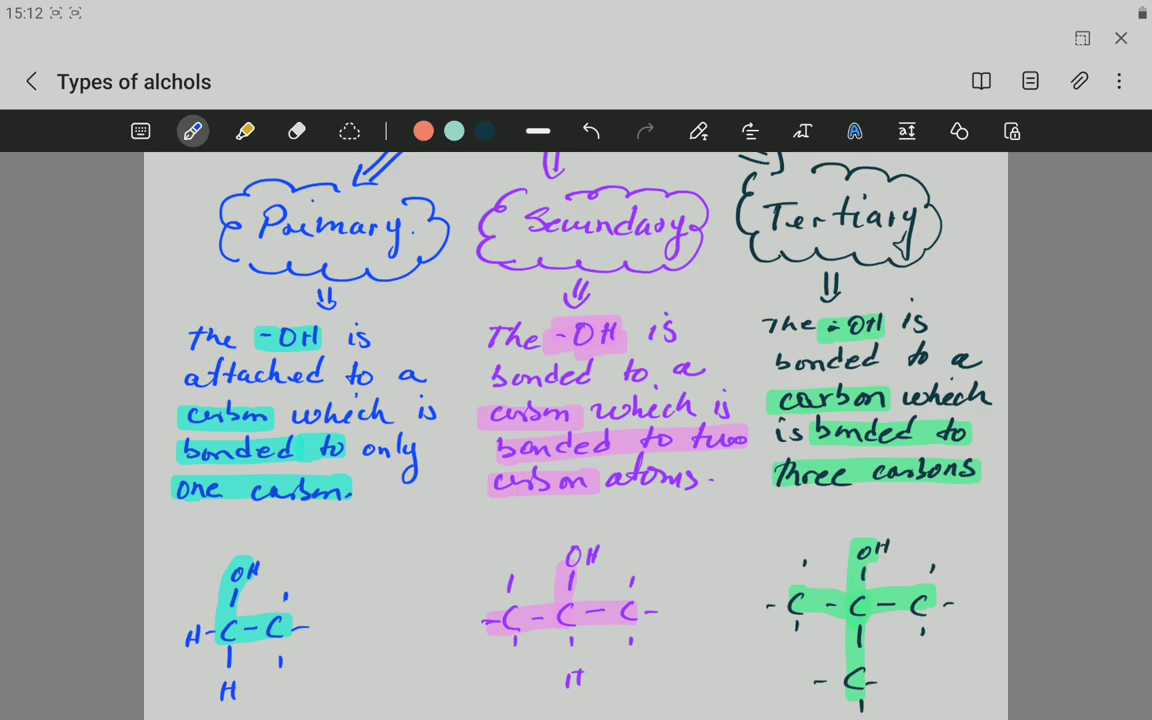 15:12
Types of alchols
Primary.
Secundary
Tertiary
the -OH is
attached to a
carbon which is
bonded to only
one carbon.
The -OH is
bonded to a
carbon which is
bonded to two
carbon atoms.
The -OH is
bonded to a
carbon which
is bonded to
three carbons
OH
H-C-C-
H
OH
-C-C-C-
H
OH
-C-C-C-
-C-